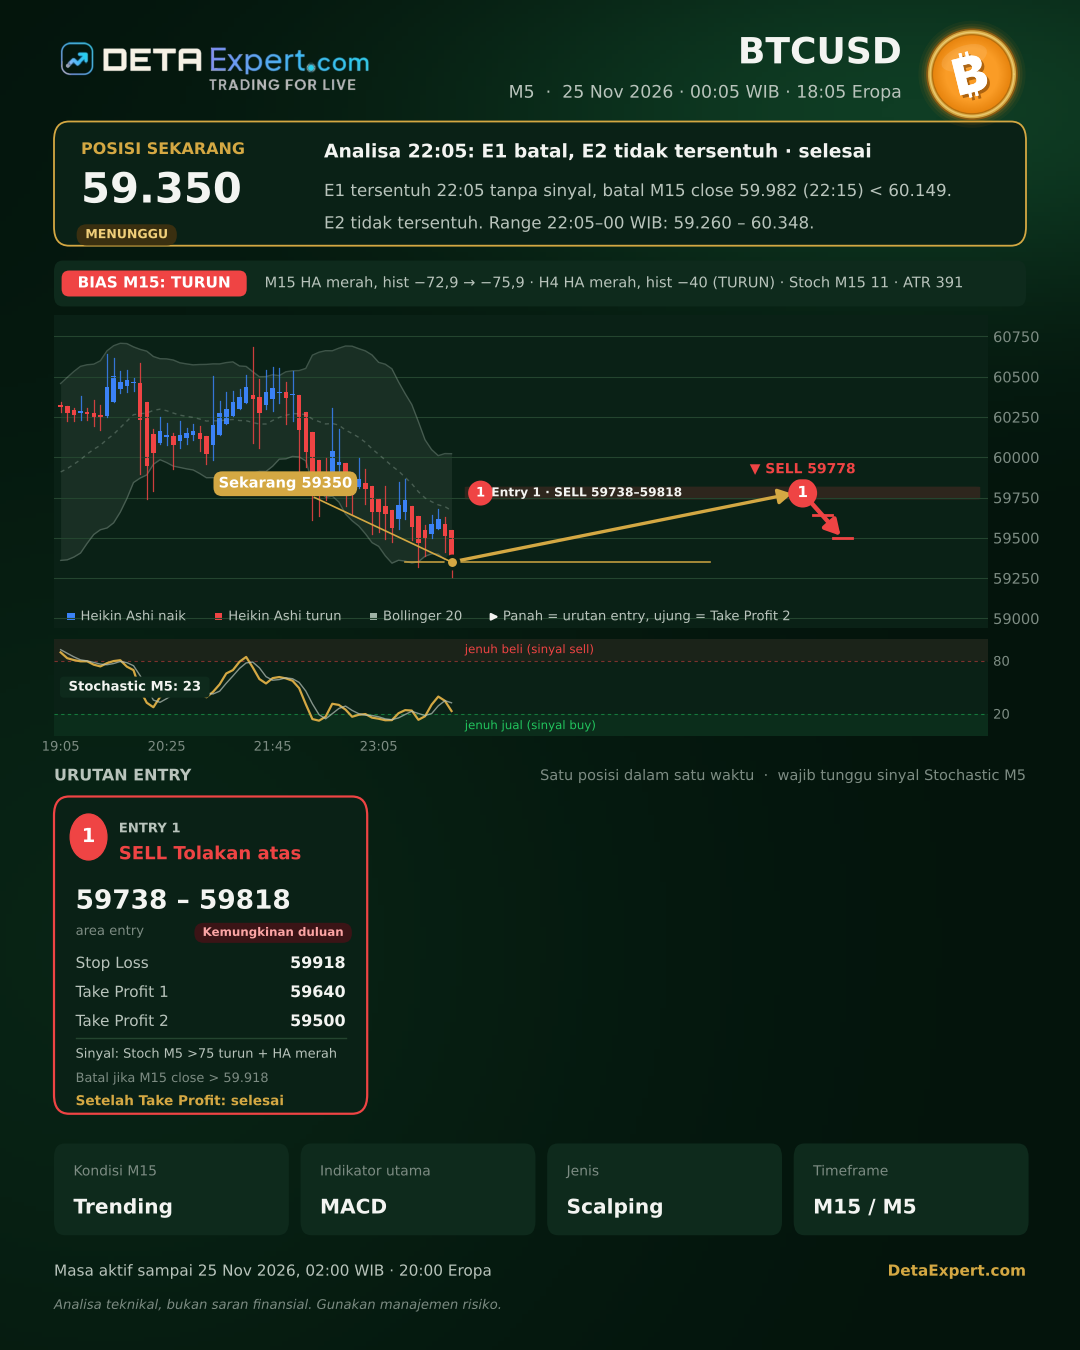 DETA Expert.com
TRADING FOR LIVE
BTCUSD
M5 · 25 Nov 2026 · 00:05 WIB · 18:05 Eropa
POSISI SEKARANG
59.350
MENUNGGU
Analisa 22:05: E1 batal, E2 tidak tersentuh · selesai
E1 tersentuh 22:05 tanpa sinyal, batal M15 close 59.982 (22:15) < 60.149.
E2 tidak tersentuh. Range 22:05–00 WIB: 59.260 – 60.348.
BIAS M15: TURUN
M15 HA merah, hist −72,9 → −75,9 · H4 HA merah, hist −40 (TURUN) · Stoch M15 11 · ATR 391
60750
60500
60250
60000
59750
59500
59250
59000
▼ SELL 59778
Sekarang 59350
1 Entry 1 · SELL 59738–59818
1
Heikin Ashi naik
Heikin Ashi turun
Bollinger 20
Panah = urutan entry, ujung = Take Profit 2
jenuh beli (sinyal sell)
80
Stochastic M5: 23
20
jenuh jual (sinyal buy)
19:05 20:25 21:45 23:05
URUTAN ENTRY
Satu posisi dalam satu waktu · wajib tunggu sinyal Stochastic M5
1
ENTRY 1
SELL Tolakan atas
59738 – 59818
area entry
Kemungkinan duluan
Stop Loss 59918
Take Profit 1 59640
Take Profit 2 59500
Sinyal: Stoch M5 >75 turun + HA merah
Batal jika M15 close > 59.918
Setelah Take Profit: selesai
Kondisi M15
Trending
Indikator utama
MACD
Jenis
Scalping
Timeframe
M15 / M5
Masa aktif sampai 25 Nov 2026, 02:00 WIB · 20:00 Eropa
DetaExpert.com
Analisa teknikal, bukan saran finansial. Gunakan manajemen risiko.